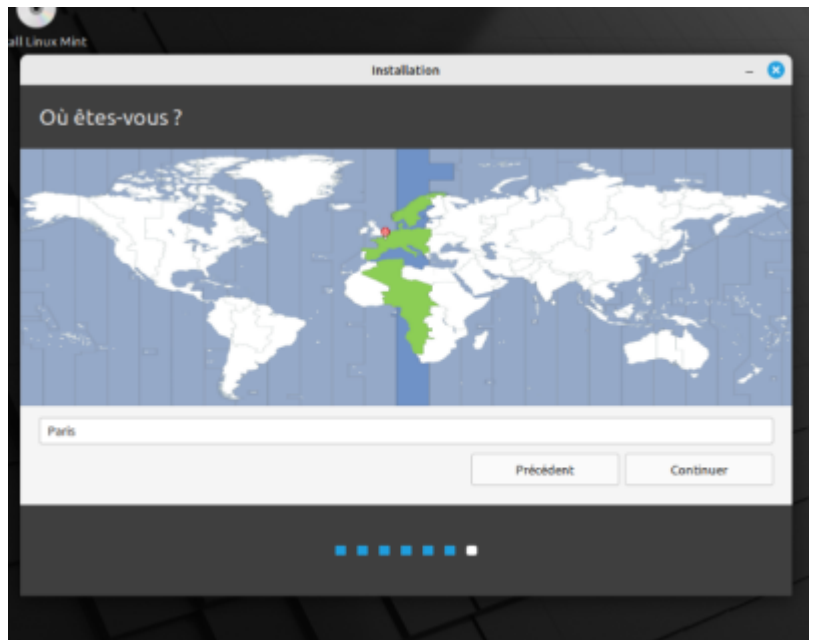 all Linux Mint
Installation
Où êtes-vous ?
Paris
Précédent
Continuer